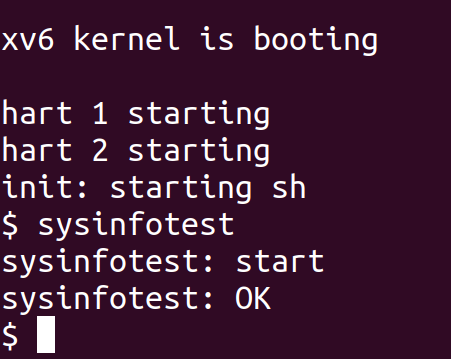 xv6 kernel is booting
hart 1 starting
hart 2 starting
init: starting sh
$ sysinfotest
sysinfotest: start
sysinfotest: OK
$